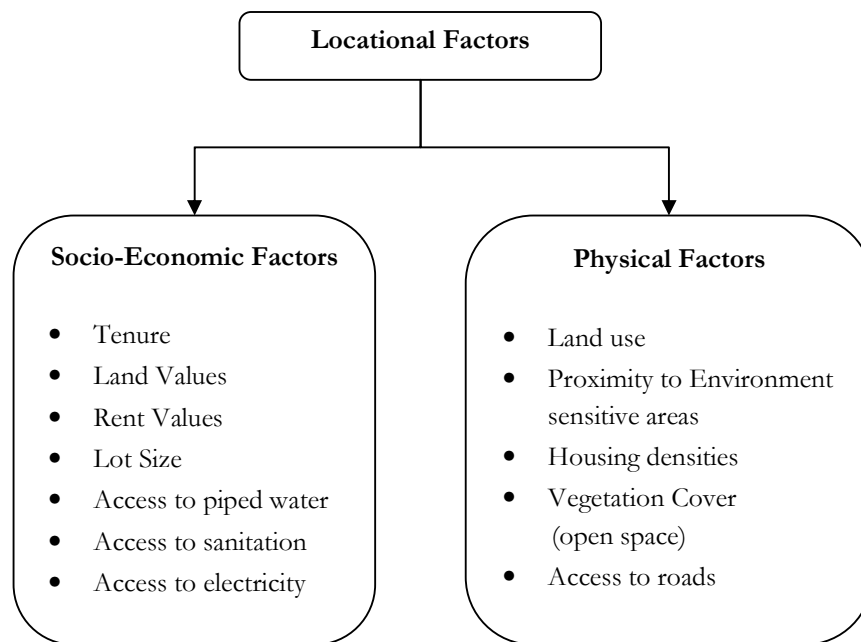 Locational Factors
Socio-Economic Factors
• Tenure
• Land Values
• Rent Values
• Lot Size
• Access to piped water
• Access to sanitation
• Access to electricity
Physical Factors
• Land use
• Proximity to Environment
sensitive areas
• Housing densities
• Vegetation Cover
(open space)
• Access to roads